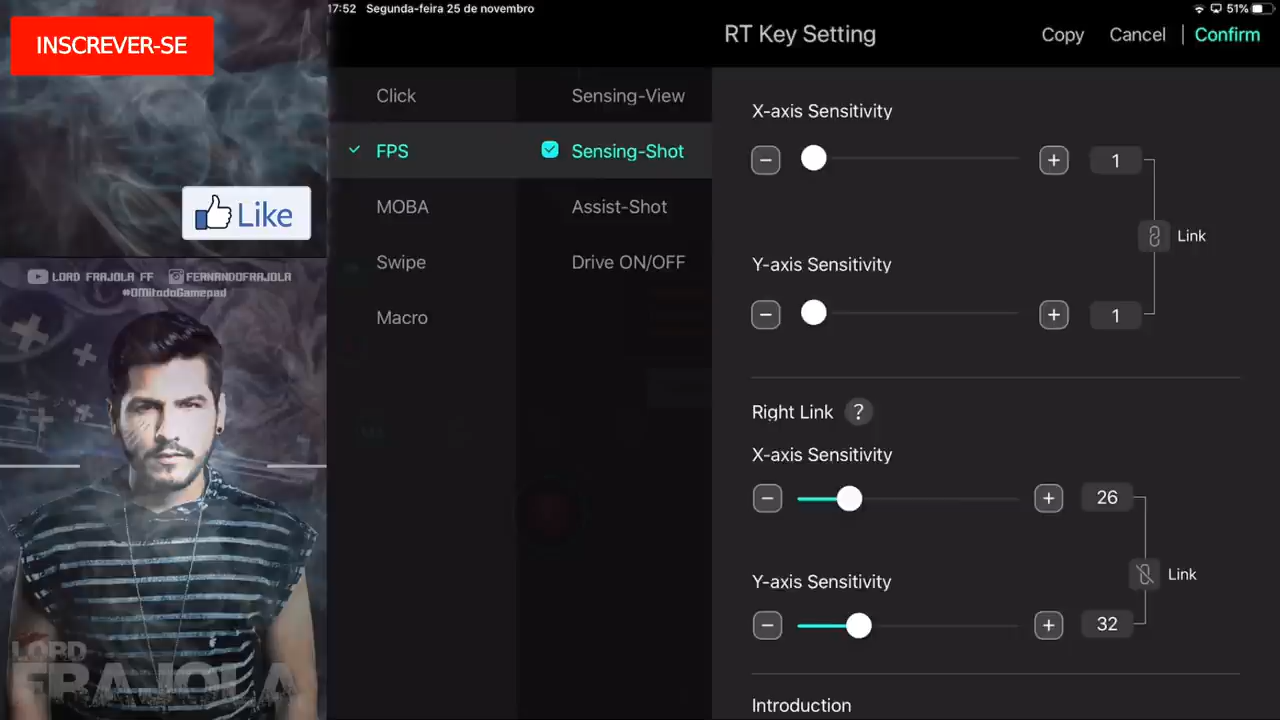 17:52 Segunda-feira 25 de novembro
51%
INSCREVER-SE
Like
LORD FRAJOLA FF FERNANDOFRAJOLA
#OMitodoGamepad
LORD
FRAJOLA
RT Key Setting
Copy Cancel Confirm
Click
FPS
MOBA
Swipe
Macro
Sensing-View
Sensing-Shot
Assist-Shot
Drive ON/OFF
X-axis Sensitivity
1
Link
Y-axis Sensitivity
1
Right Link ?
X-axis Sensitivity
26
Link
Y-axis Sensitivity
32
Introduction